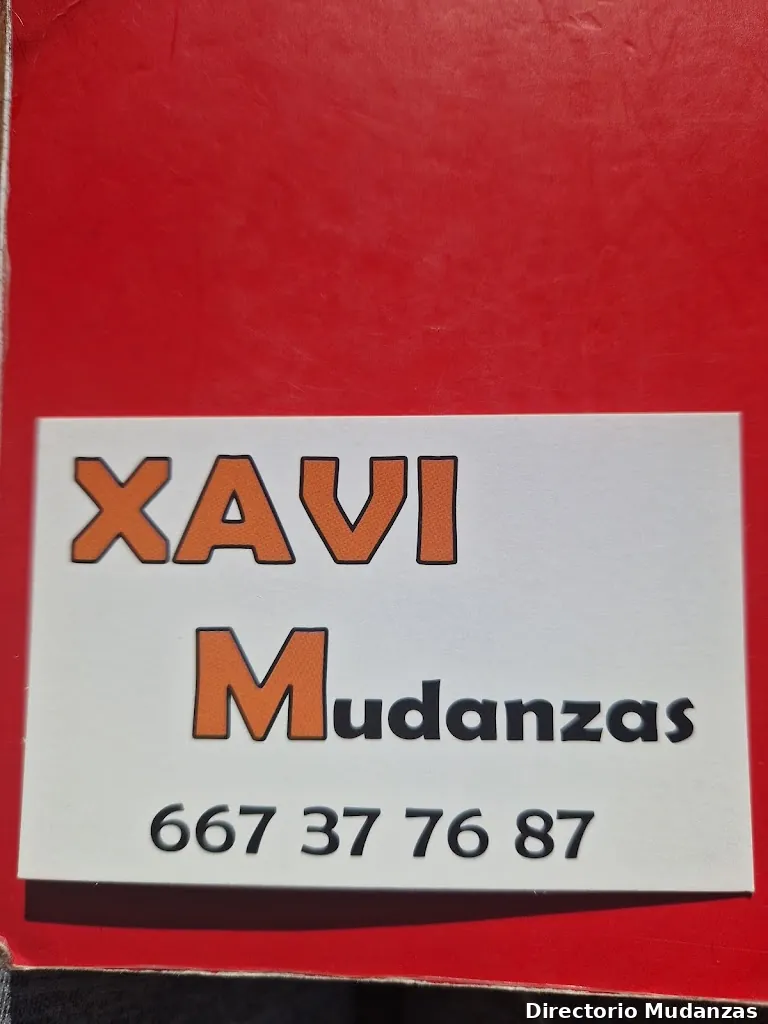 XAVI
Mudanzas
667 37 76 87
Directorio Mudanzas